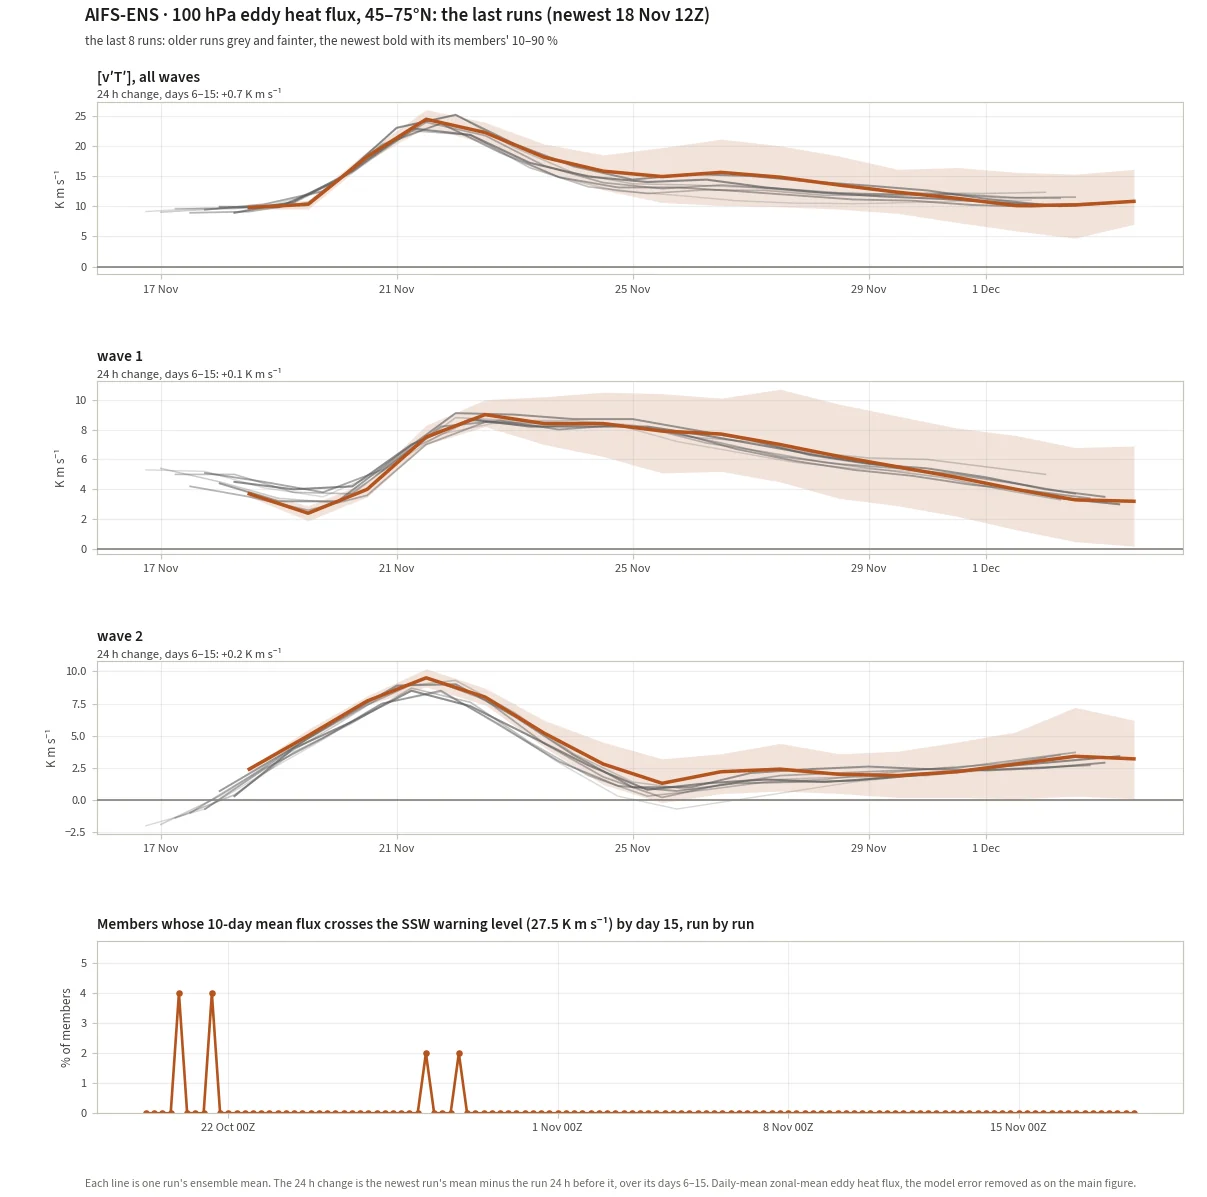 AIFS-ENS · 100 hPa eddy heat flux, 45–75°N: the last runs (newest 18 Nov 12Z)
the last 8 runs: older runs grey and fainter, the newest bold with its members' 10–90 %
[v′T′], all waves
24 h change, days 6–15: +0.7 K m s⁻¹
25
20
15
10
5
0
K m s⁻¹
17 Nov 21 Nov 25 Nov 29 Nov 1 Dec
wave 1
24 h change, days 6–15: +0.1 K m s⁻¹
10
8
6
4
2
0
K m s⁻¹
17 Nov 21 Nov 25 Nov 29 Nov 1 Dec
wave 2
24 h change, days 6–15: +0.2 K m s⁻¹
10.0
7.5
5.0
2.5
0.0
−2.5
K m s⁻¹
17 Nov 21 Nov 25 Nov 29 Nov 1 Dec
Members whose 10-day mean flux crosses the SSW warning level (27.5 K m s⁻¹) by day 15, run by run
5
4
3
2
1
0
% of members
22 Oct 00Z 1 Nov 00Z 8 Nov 00Z 15 Nov 00Z
Each line is one run's ensemble mean. The 24 h change is the newest run's mean minus the run 24 h before it, over its days 6–15. Daily-mean zonal-mean eddy heat flux, the model error removed as on the main figure.